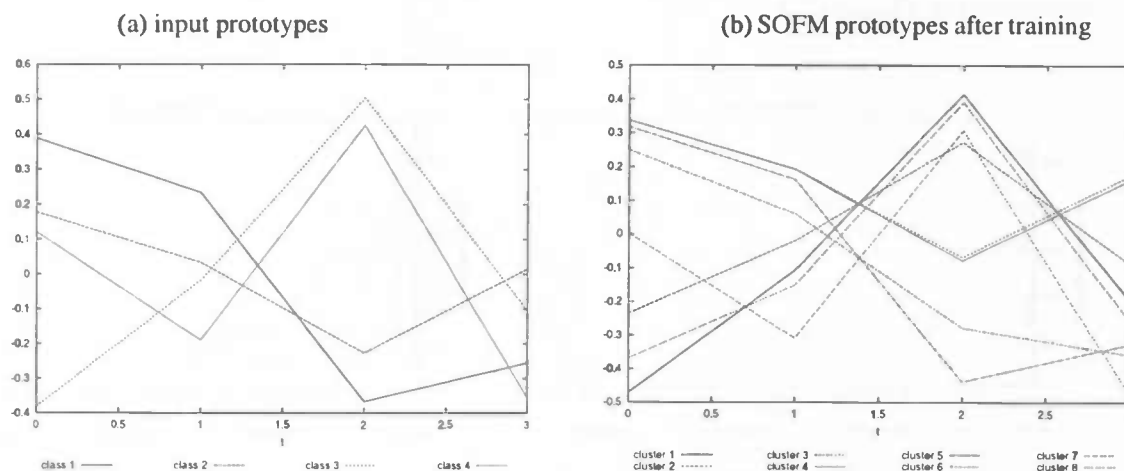 (a) input prototypes
0.6
0.5
0.4
0.3
0.2
0.1
0
-0.1
-0.2
-0.3
-0.4
0 0.5 1 1.5 2 2.5 3
t
class 1 class 2 class 3 class 4
(b) SOFM prototypes after training
0.5
0.4
0.3
0.2
0.1
0
-0.1
-0.2
-0.3
-0.4
-0.5
0 0.5 1 1.5 2 2.5
t
cluster 1 cluster 3 cluster 5 cluster 7
cluster 2 cluster 4 cluster 6 cluster 8